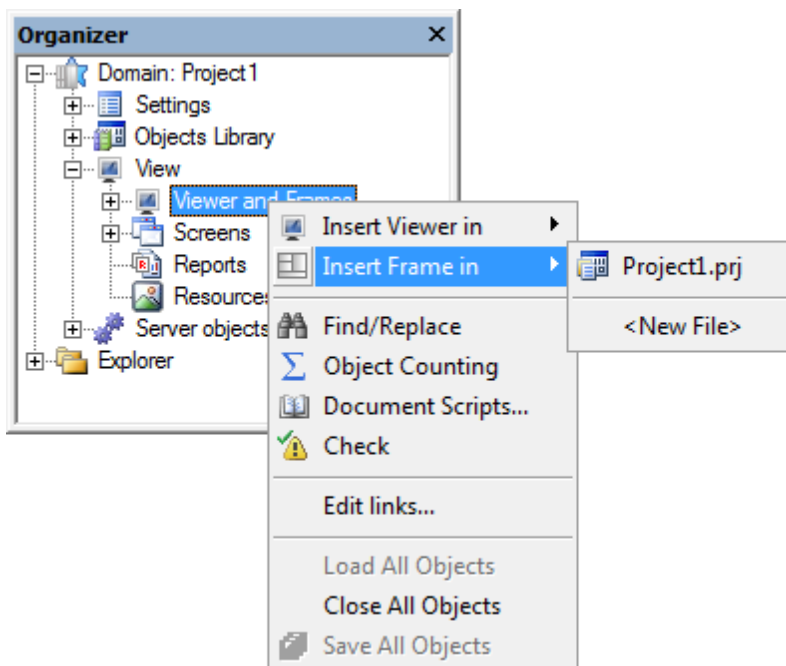 Organizer
Domain: Project1
Settings
Objects Library
View
Viewer and Frames
Screens
Reports
Resources
Server objects
Explorer
Insert Viewer in
Insert Frame in
Find/Replace
Object Counting
Document Scripts...
Check
Edit links...
Load All Objects
Close All Objects
Save All Objects
Project1.prj
<New File>